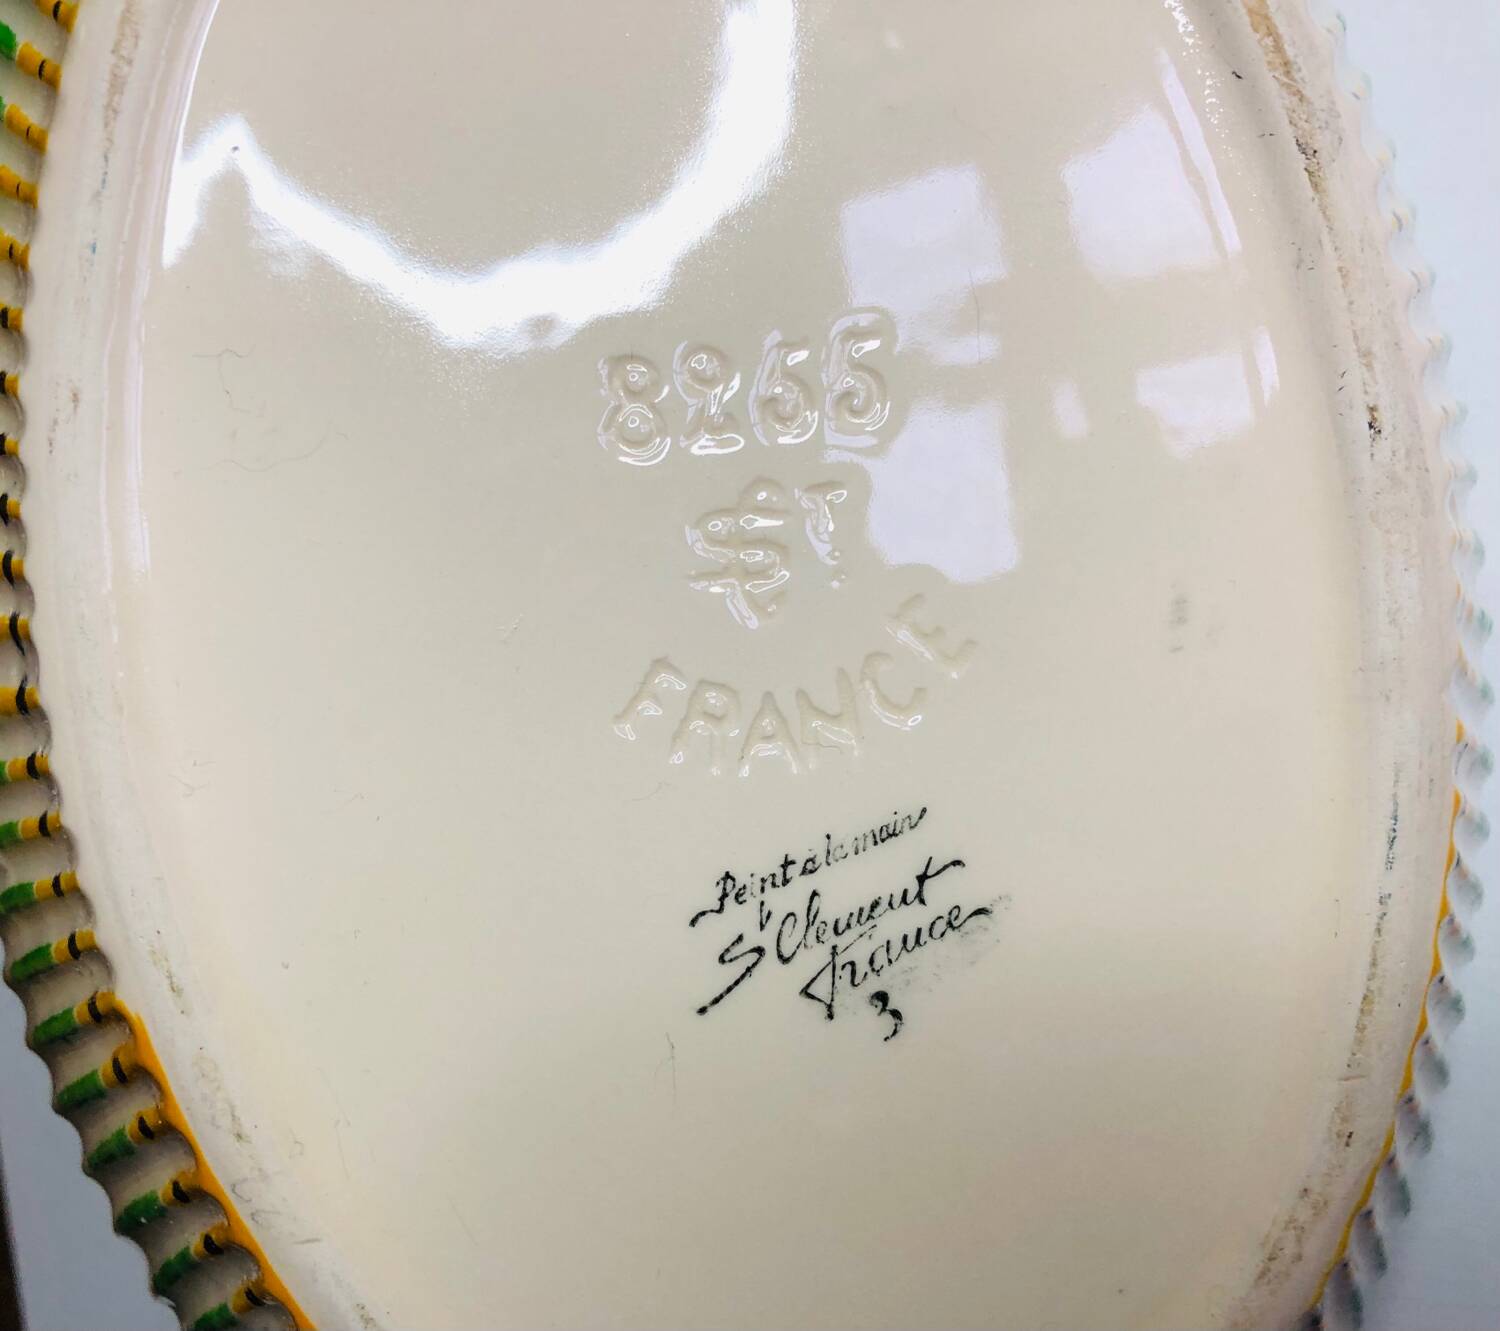 8255
ST
FRANCE
Peint à la main
St Clement
France
3